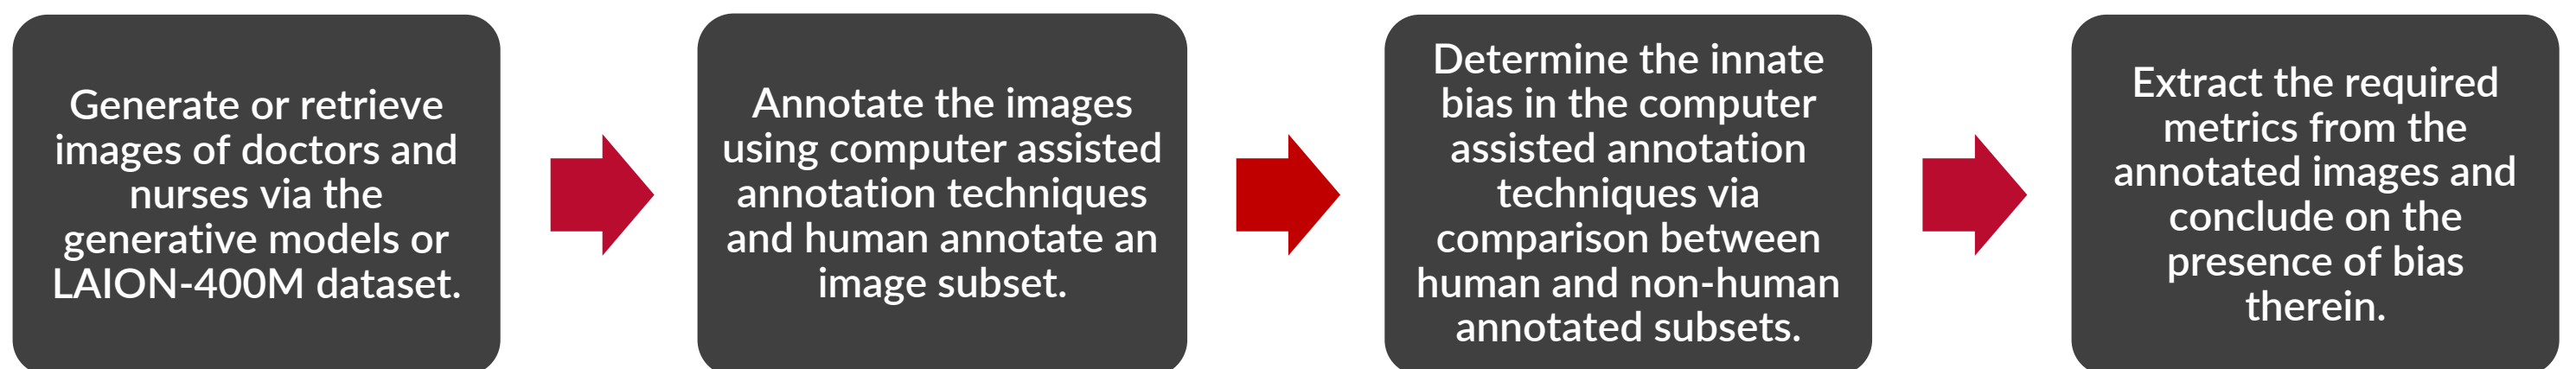 Generate or retrieve
images of doctors and
nurses via the
generative models or
LAION-400M dataset.
Annotate the images
using computer assisted
annotation techniques
and human annotate an
image subset.
Determine the innate
bias in the computer
assisted annotation
techniques via
comparison between
human and non-human
annotated subsets.
Extract the required
metrics from the
annotated images and
conclude on the
presence of bias
therein.